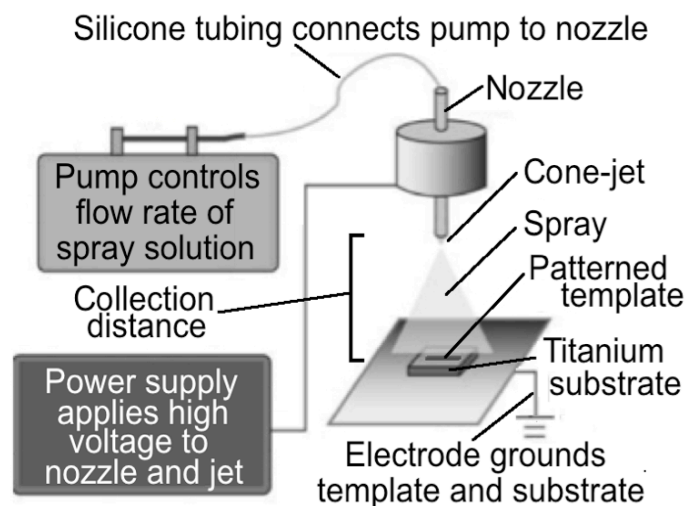 Silicone tubing connects pump to nozzle
Nozzle
Pump controls
flow rate of
spray solution
Cone-jet
Spray
Patterned
template
Collection
distance
Titanium
substrate
Power supply
applies high
voltage to
nozzle and jet
Electrode grounds
template and substrate